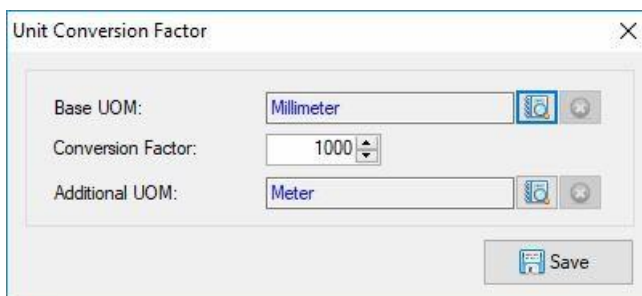 Unit Conversion Factor
Base UOM: Millimeter
Conversion Factor: 1000
Additional UOM: Meter
Save